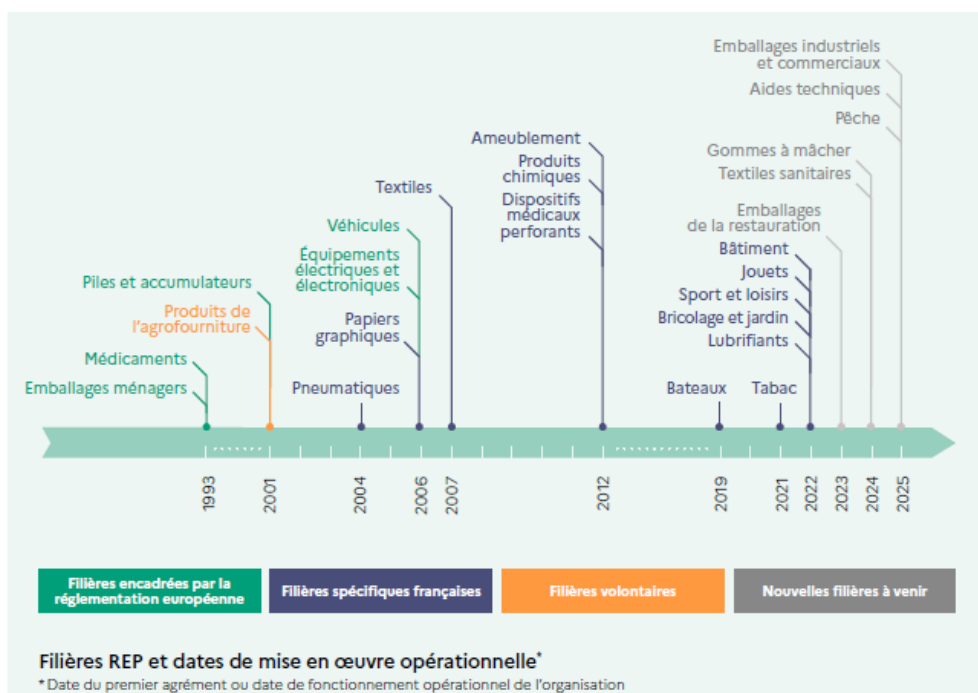 Emballages industriels
et commerciaux
Aides techniques
Pêche
Ameublement
Produits
chimiques
Dispositifs
médicaux
perforants
Gommes à mâcher
Textiles sanitaires
Textiles
Emballages
de la restauration
Véhicules
Équipements
électriques et
électroniques
Bâtiment
Jouets
Sport et loisirs
Bricolage et jardin
Lubrifiants
Piles et accumulateurs
Produits de
l'agrofourniture
Papiers
graphiques
Médicaments
Emballages ménagers
Pneumatiques
Bateaux
Tabac
1993
2001
2004
2006
2007
2012
2019
2021
2022
2023
2024
2025
Filières encadrées par la
réglementation européenne
Filières spécifiques françaises
Filières volontaires
Nouvelles filières à venir
Filières REP et dates de mise en œuvre opérationnelle*
* Date du premier agrément ou date de fonctionnement opérationnel de l'organisation